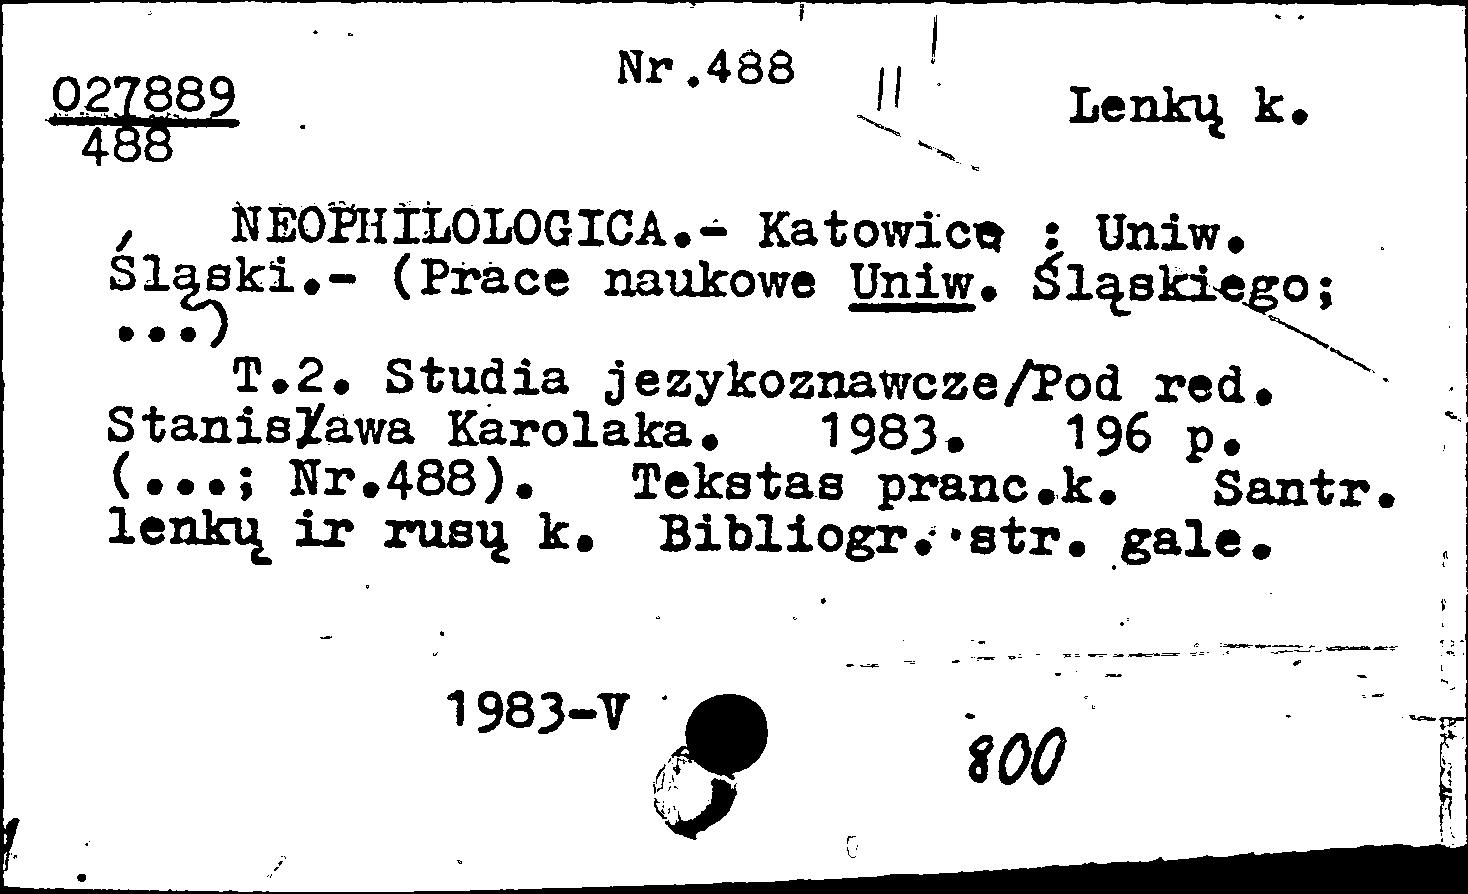 Nr.488
027889
488
Lenkų k.
NEOPHILOLOGICA.- Katowice : Uniw.
Śląski.- (Prace naukowe Uniw. Śląskiego;
...)
T.2. Studia jezykoznawcze/Pod red.
Stanisława Karolaka. 1983. 196 p.
(...; Nr.488). Tekstas pranc.k. Santr.
lenkų ir rusų k. Bibliogr. str. gale.
1983-V
800